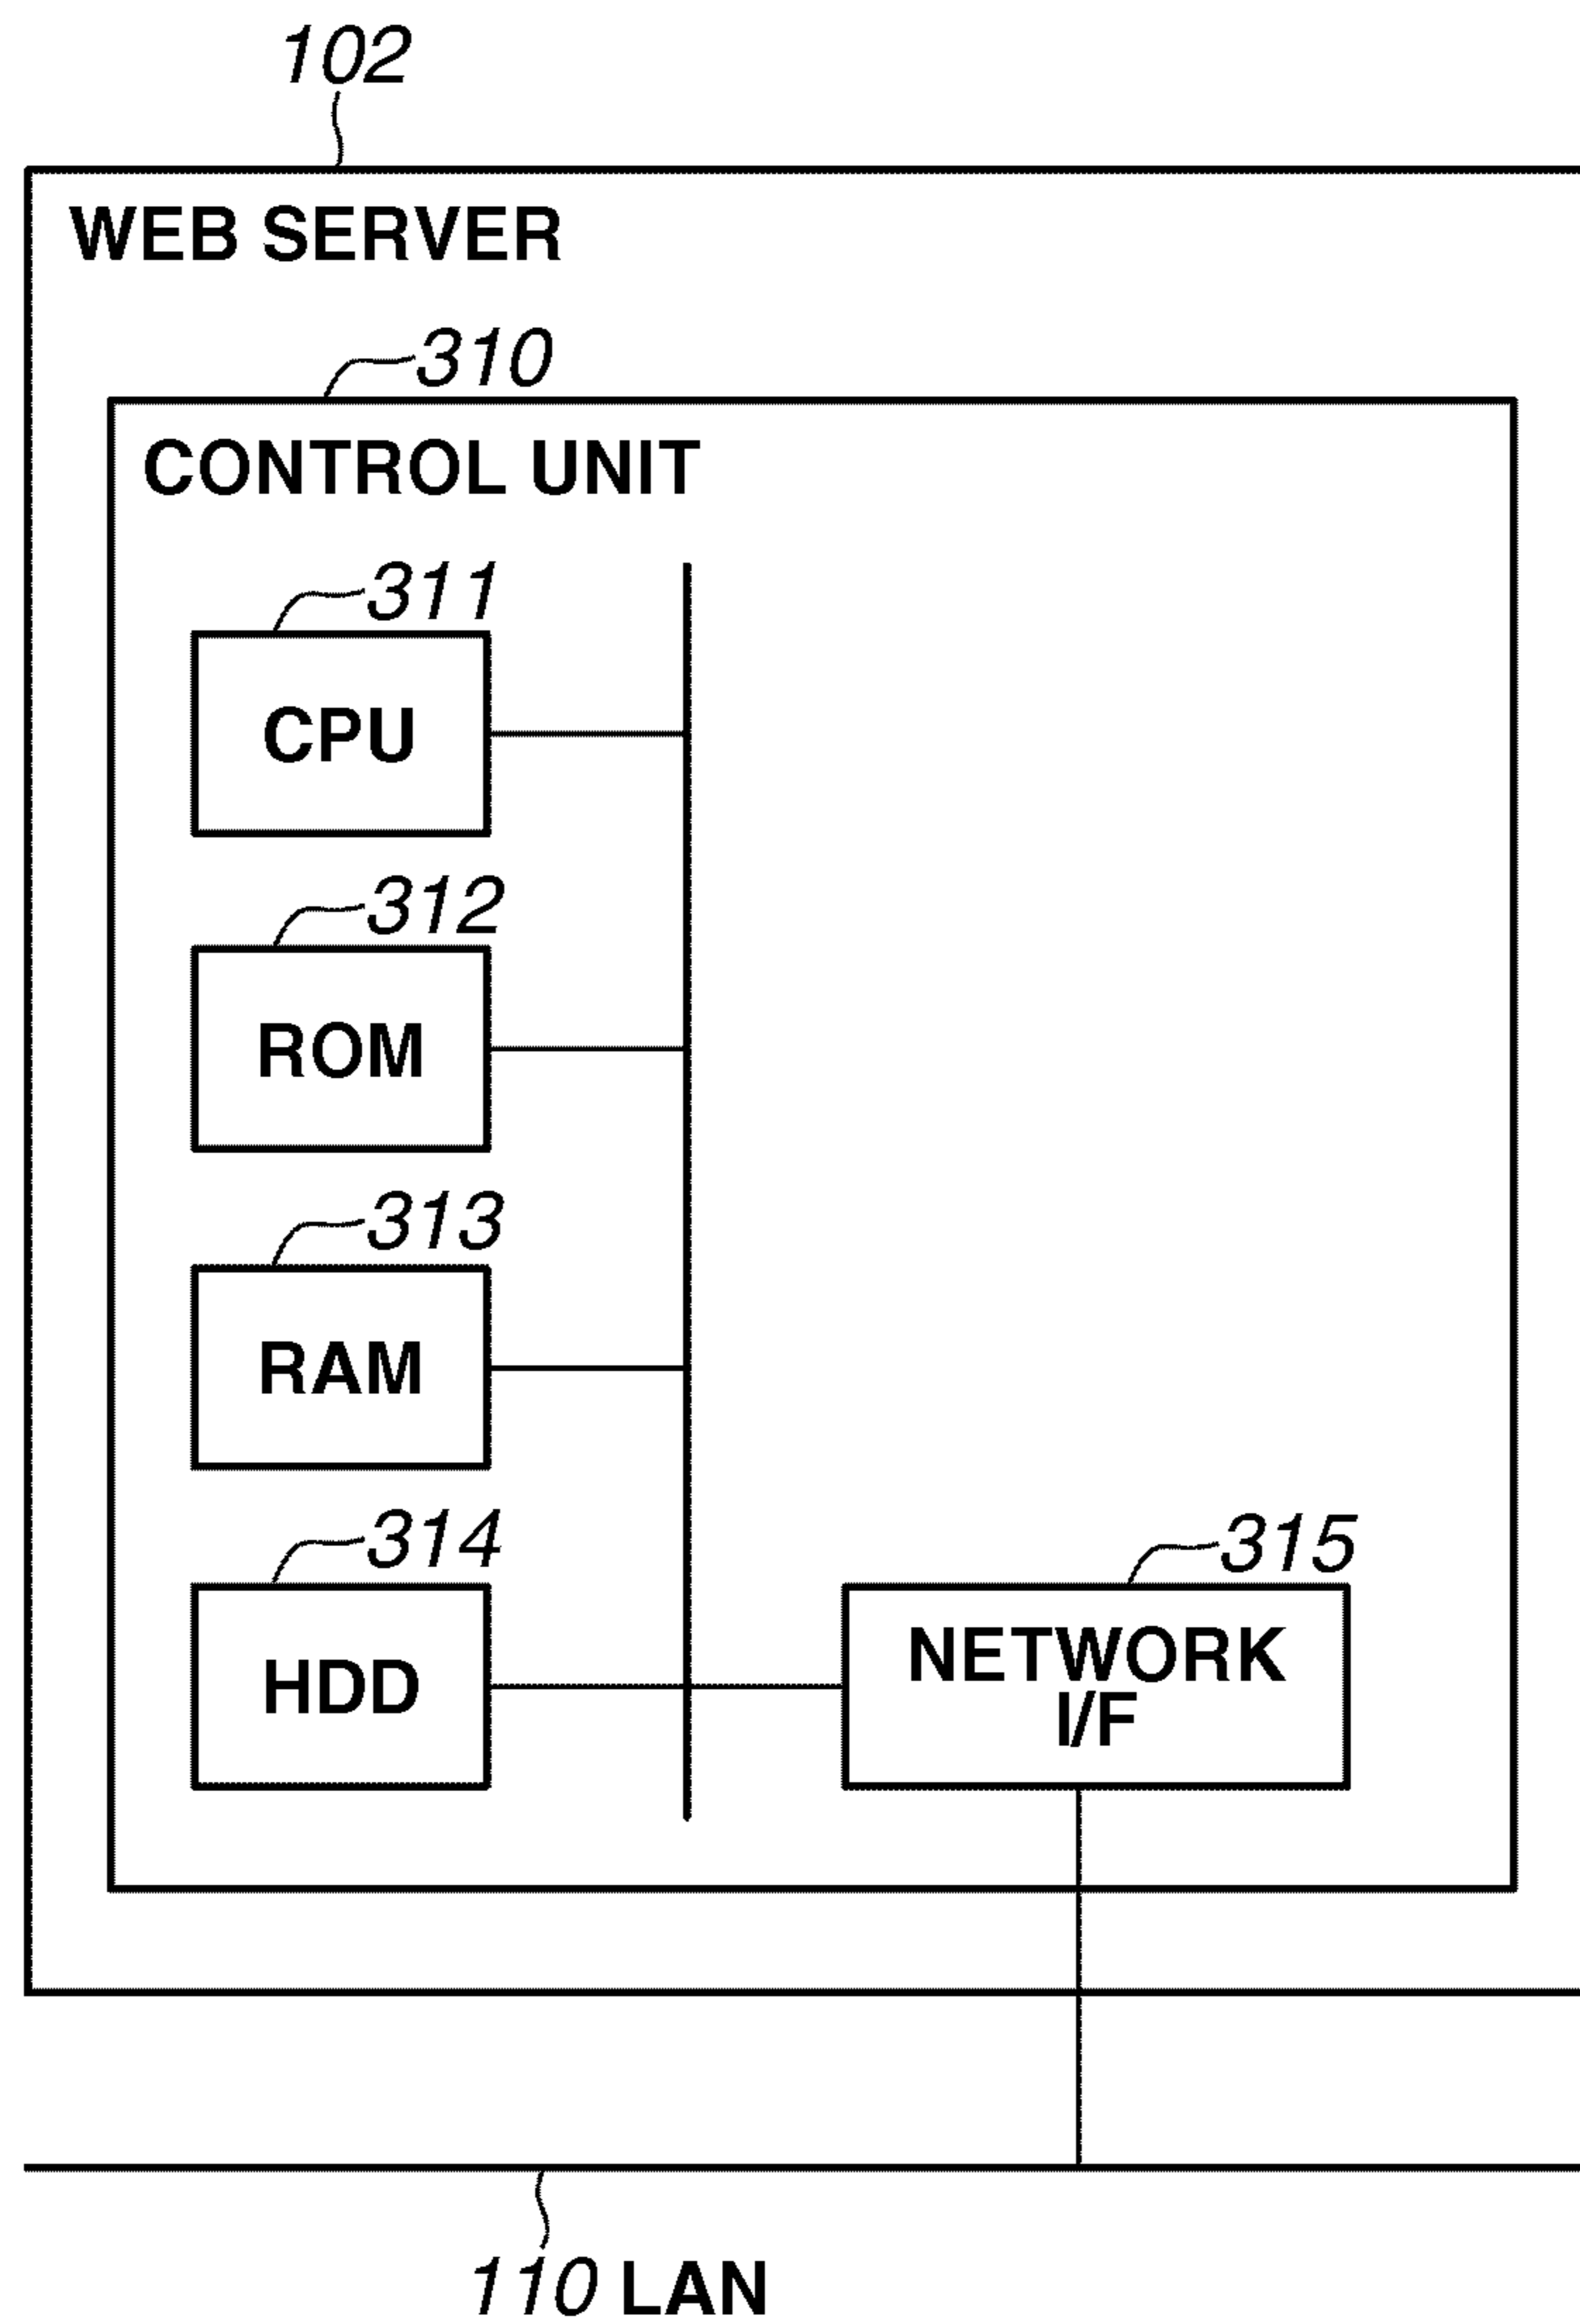 102
WEB SERVER
310
CONTROL UNIT
311
CPU
312
ROM
313
RAM
314
HDD
315
NETWORK
I/F
110 LAN